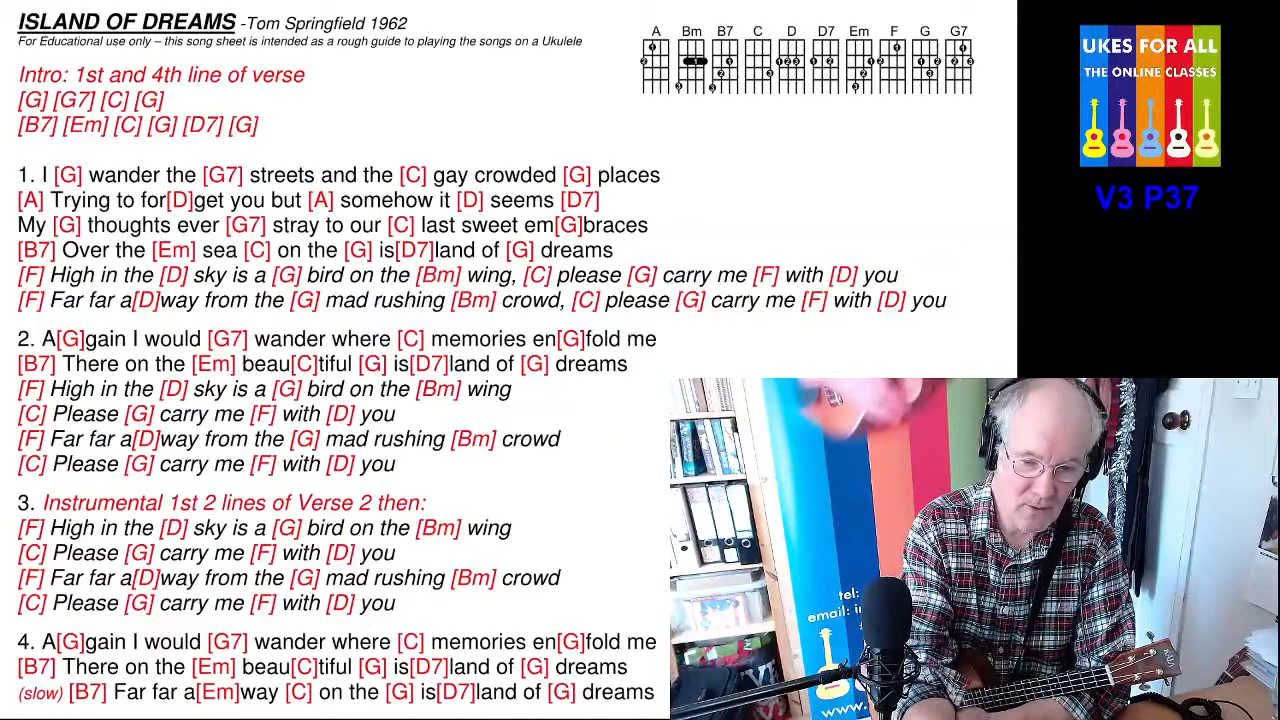 ISLAND OF DREAMS -Tom Springfield 1962
For Educational use only – this song sheet is intended as a rough guide to playing the songs on a Ukulele
A Bm B7 C D D7 Em F G G7
Intro: 1st and 4th line of verse
[G] [G7] [C] [G]
[B7] [Em] [C] [G] [D7] [G]
1. I [G] wander the [G7] streets and the [C] gay crowded [G] places
[A] Trying to for[D]get you but [A] somehow it [D] seems [D7]
My [G] thoughts ever [G7] stray to our [C] last sweet em[G]braces
[B7] Over the [Em] sea [C] on the [G] is[D7]land of [G] dreams
[F] High in the [D] sky is a [G] bird on the [Bm] wing, [C] please [G] carry me [F] with [D] you
[F] Far far a[D]way from the [G] mad rushing [Bm] crowd, [C] please [G] carry me [F] with [D] you
2. A[G]gain I would [G7] wander where [C] memories en[G]fold me
[B7] There on the [Em] beau[C]tiful [G] is[D7]land of [G] dreams
[F] High in the [D] sky is a [G] bird on the [Bm] wing
[C] Please [G] carry me [F] with [D] you
[F] Far far a[D]way from the [G] mad rushing [Bm] crowd
[C] Please [G] carry me [F] with [D] you
3. Instrumental 1st 2 lines of Verse 2 then:
[F] High in the [D] sky is a [G] bird on the [Bm] wing
[C] Please [G] carry me [F] with [D] you
[F] Far far a[D]way from the [G] mad rushing [Bm] crowd
[C] Please [G] carry me [F] with [D] you
4. A[G]gain I would [G7] wander where [C] memories en[G]fold me
[B7] There on the [Em] beau[C]tiful [G] is[D7]land of [G] dreams
(slow) [B7] Far far a[Em]way [C] on the [G] is[D7]land of [G] dreams
UKES FOR ALL
THE ONLINE CLASSES
V3 P37
tel:
email:
www.